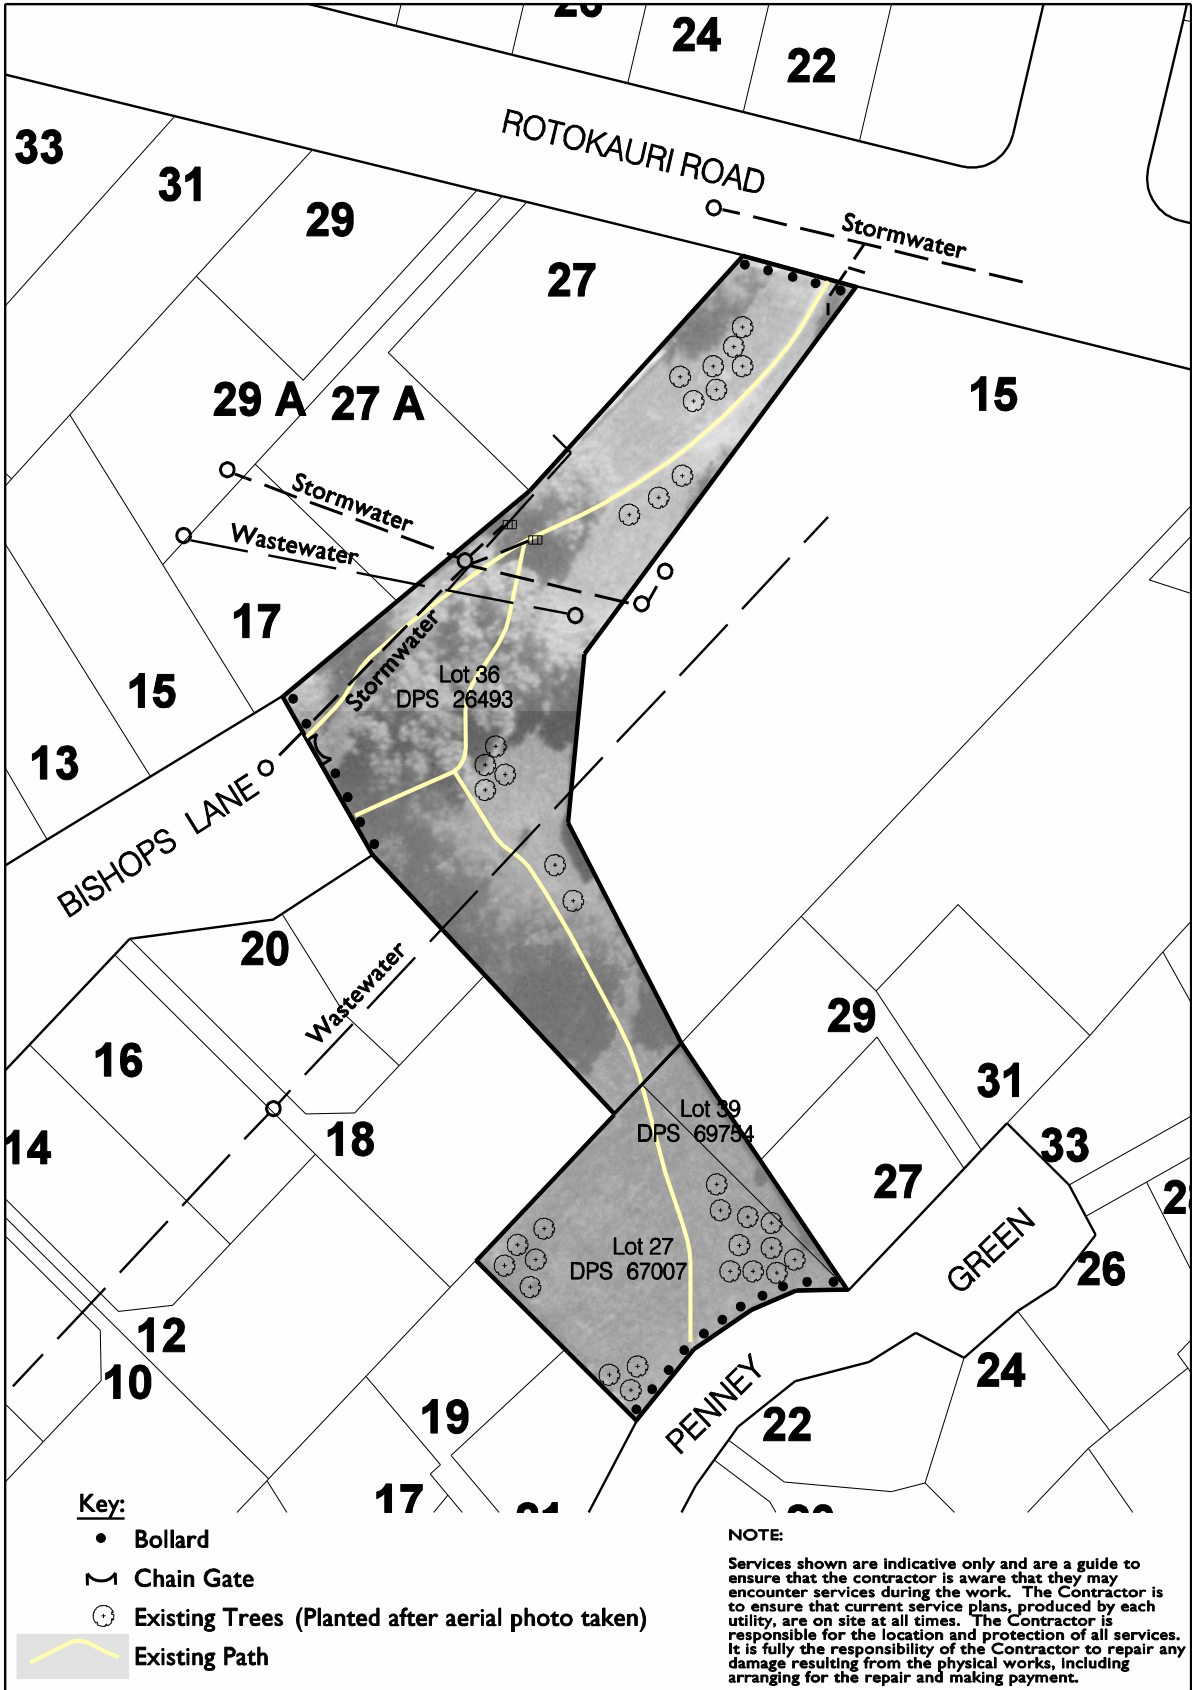 24
22
ROTOKAURI ROAD
33
31
29
27
Stormwater
15
29 A
27 A
Stormwater
Wastewater
17
Stormwater
Lot 36
DPS 26493
15
13
BISHOPS LANE
20
Wastewater
29
16
31
14
18
Lot 39
DPS 69754
33
27
Lot 27
DPS 67007
GREEN
26
12
10
PENNEY
24
19
22
17
Key:
Bollard
Chain Gate
Existing Trees (Planted after aerial photo taken)
Existing Path
NOTE:
Services shown are indicative only and are a guide to
ensure that the contractor is aware that they may
encounter services during the work. The Contractor is
to ensure that current service plans, produced by each
utility, are on site at all times. The Contractor is
responsible for the location and protection of all services.
It is fully the responsibility of the Contractor to repair any
damage resulting from the physical works, including
arranging for the repair and making payment.